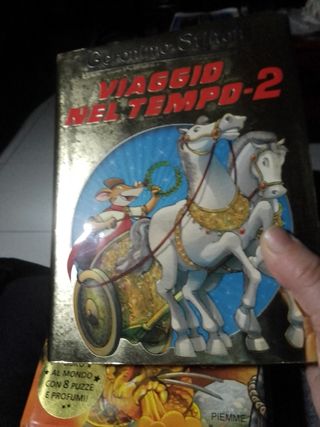 Geronimo Stilton
VIAGGIO
NEL TEMPO-2
AL MONDO
CON 8 PUZZE
E PROFUMI!
PIEMME